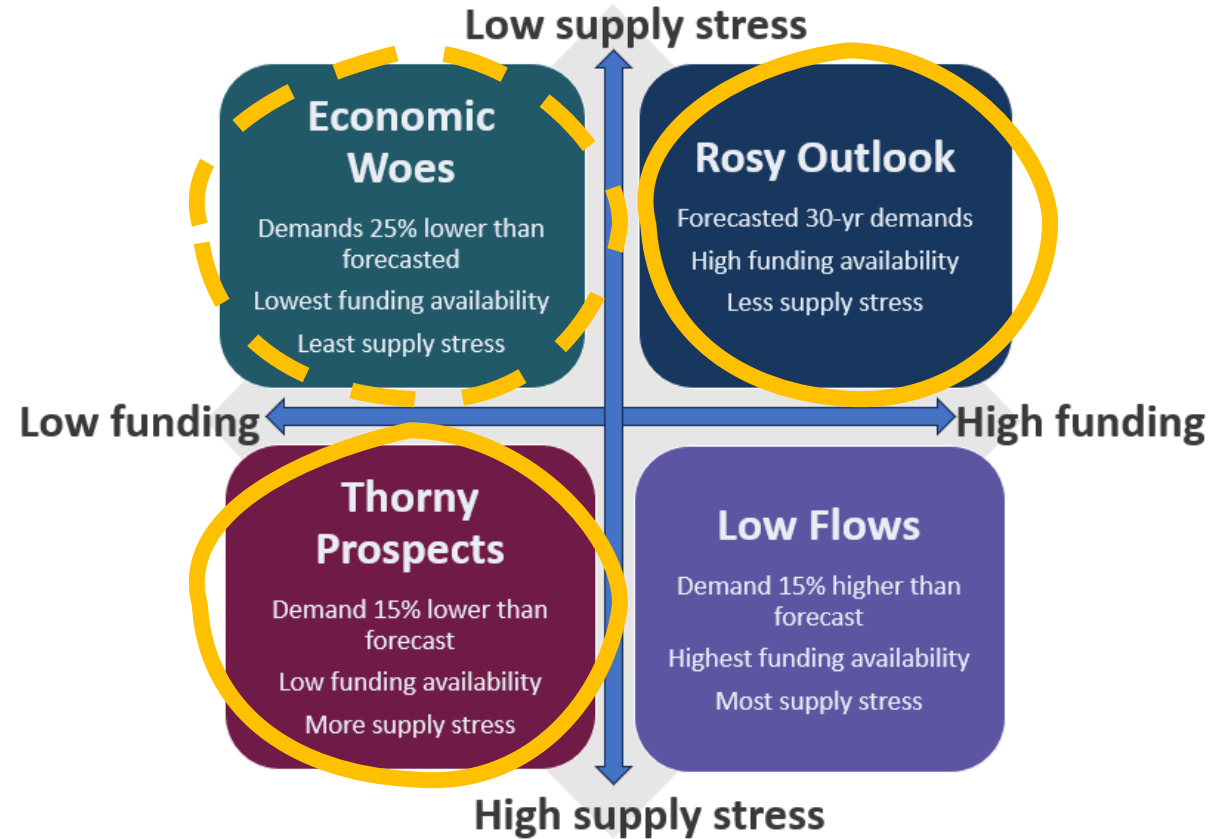 Low supply stress
Economic
Woes
Demands 25% lower than
forecasted
Lowest funding availability
Least supply stress
Rosy Outlook
Forecasted 30-yr demands
High funding availability
Less supply stress
Low funding
High funding
Thorny
Prospects
Demand 15% lower than
forecast
Low funding availability
More supply stress
Low Flows
Demand 15% higher than
forecast
Highest funding availability
Most supply stress
High supply stress